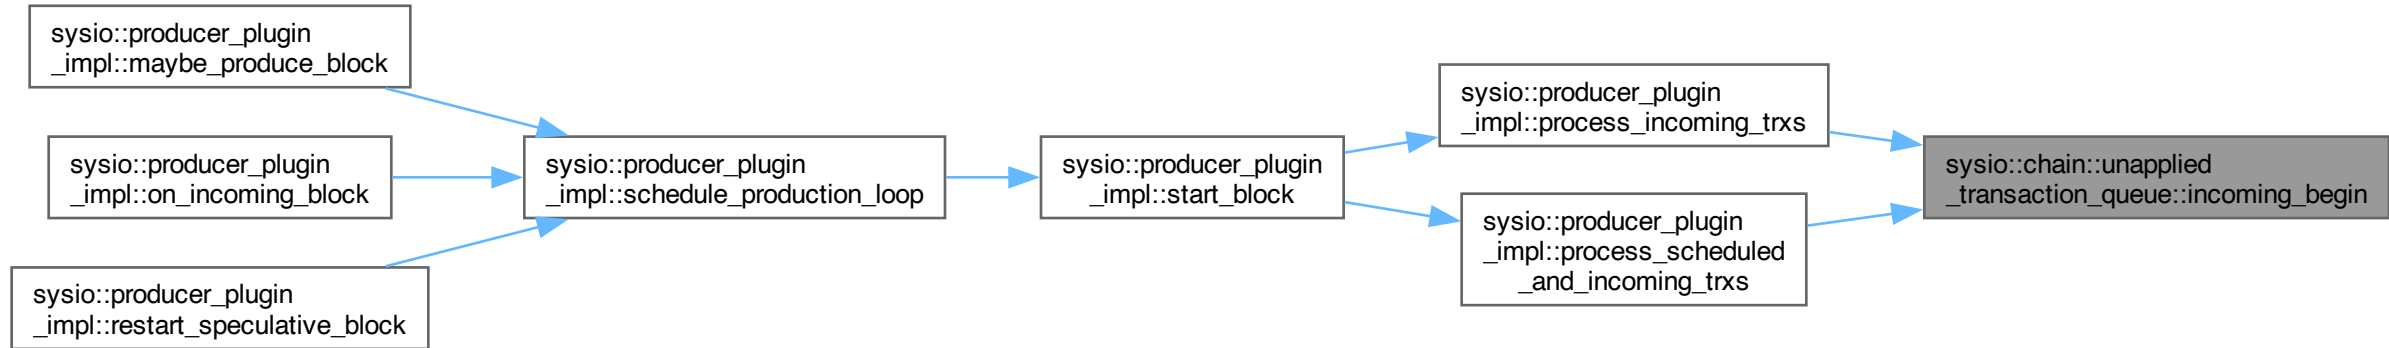 sysio::producer_plugin
_impl::maybe_produce_block
sysio::producer_plugin
_impl::on_incoming_block
sysio::producer_plugin
_impl::restart_speculative_block
sysio::producer_plugin
_impl::schedule_production_loop
sysio::producer_plugin
_impl::start_block
sysio::producer_plugin
_impl::process_incoming_trxs
sysio::producer_plugin
_impl::process_scheduled
_and_incoming_trxs
sysio::chain::unapplied
_transaction_queue::incoming_begin